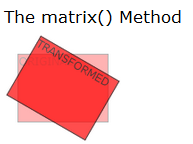 The matrix() Method
TRANSFORMED